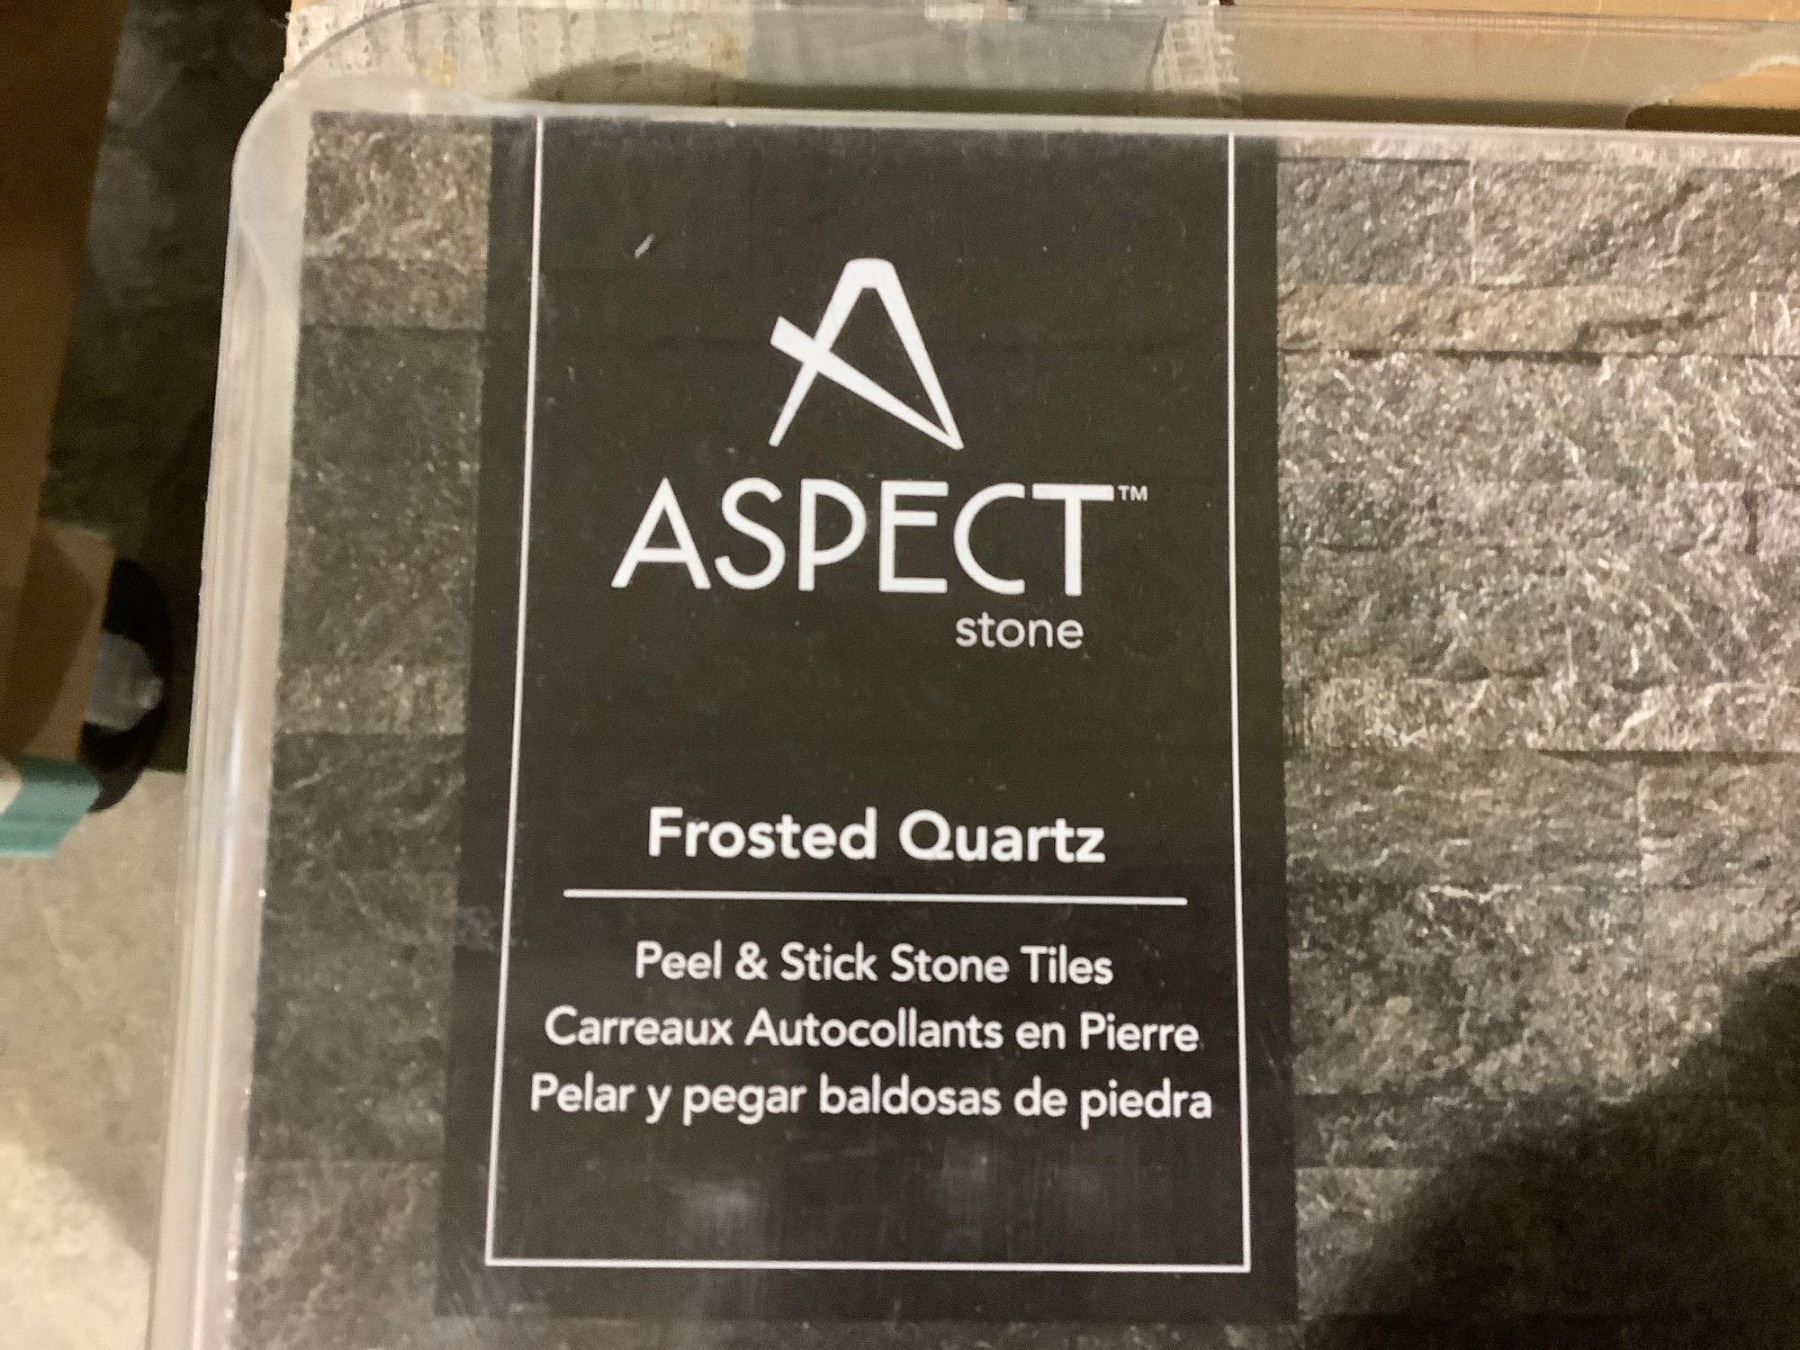 ASPECT™
stone
Frosted Quartz
Peel & Stick Stone Tiles
Carreaux Autocollants en Pierre
Pelar y pegar baldosas de piedra